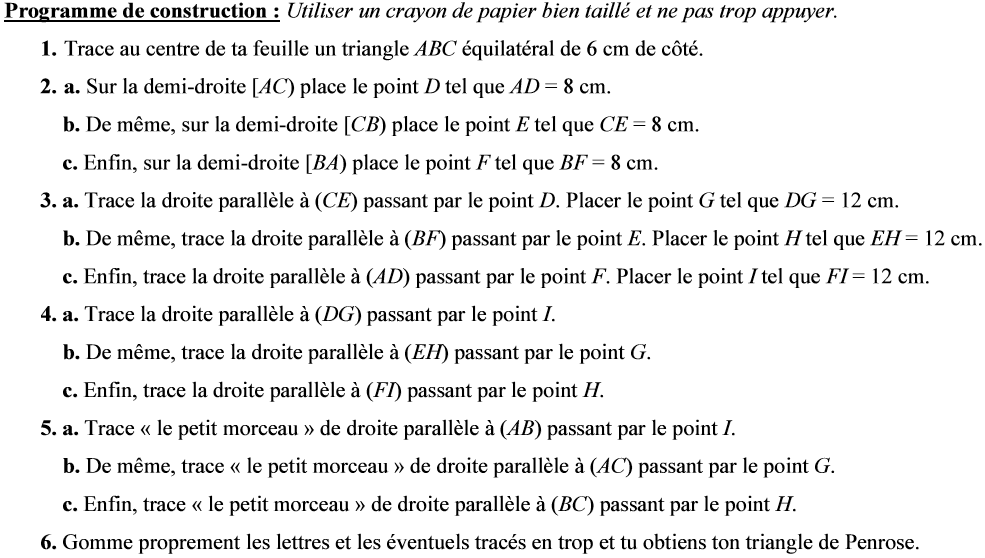 Programme de construction : Utiliser un crayon de papier bien taillé et ne pas trop appuyer.
1. Trace au centre de ta feuille un triangle ABC équilatéral de 6 cm de côté.
2. a. Sur la demi-droite [AC) place le point D tel que AD = 8 cm.
b. De même, sur la demi-droite [CB) place le point E tel que CE = 8 cm.
c. Enfin, sur la demi-droite [BA) place le point F tel que BF = 8 cm.
3. a. Trace la droite parallèle à (CE) passant par le point D. Placer le point G tel que DG = 12 cm.
b. De même, trace la droite parallèle à (BF) passant par le point E. Placer le point H tel que EH = 12 cm.
c. Enfin, trace la droite parallèle à (AD) passant par le point F. Placer le point I tel que FI = 12 cm.
4. a. Trace la droite parallèle à (DG) passant par le point I.
b. De même, trace la droite parallèle à (EH) passant par le point G.
c. Enfin, trace la droite parallèle à (FI) passant par le point H.
5. a. Trace « le petit morceau » de droite parallèle à (AB) passant par le point I.
b. De même, trace « le petit morceau » de droite parallèle à (AC) passant par le point G.
c. Enfin, trace « le petit morceau » de droite parallèle à (BC) passant par le point H.
6. Gomme proprement les lettres et les éventuels tracés en trop et tu obtiens ton triangle de Penrose.